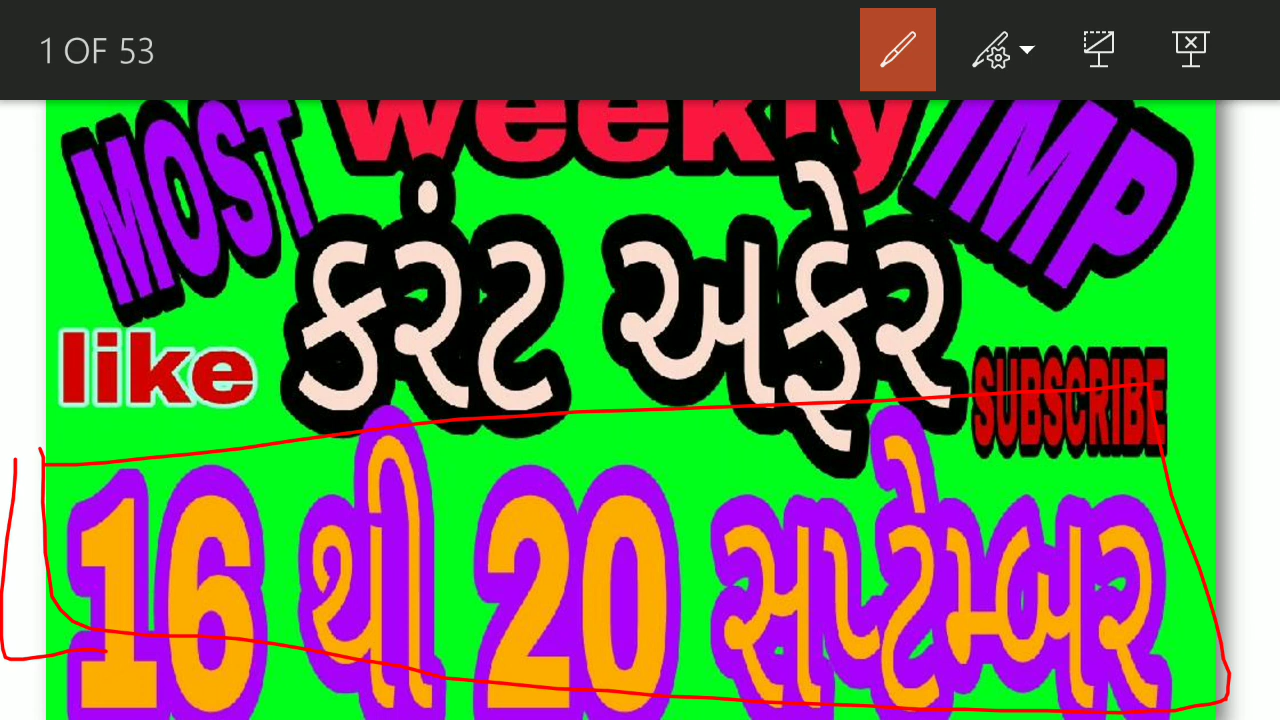 1 OF 53
MOST weekly IMP
કરંટ અફેર
like SUBSCRIBE
16 થી 20 સપ્ટેમ્બર